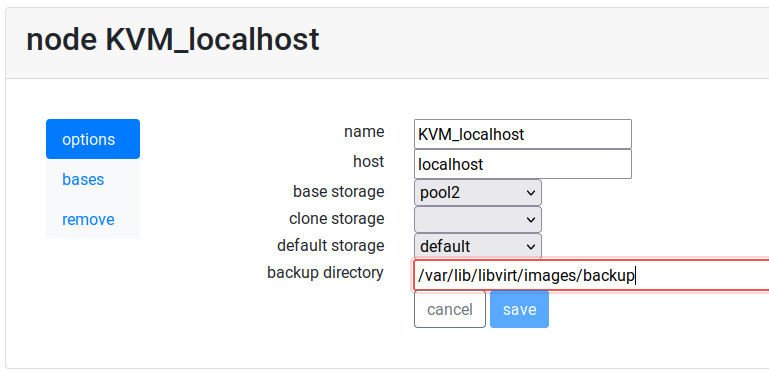 node KVM_localhost
options
bases
remove
name KVM_localhost
host localhost
base storage pool2
clone storage
default storage default
backup directory /var/lib/libvirt/images/backup
cancel save